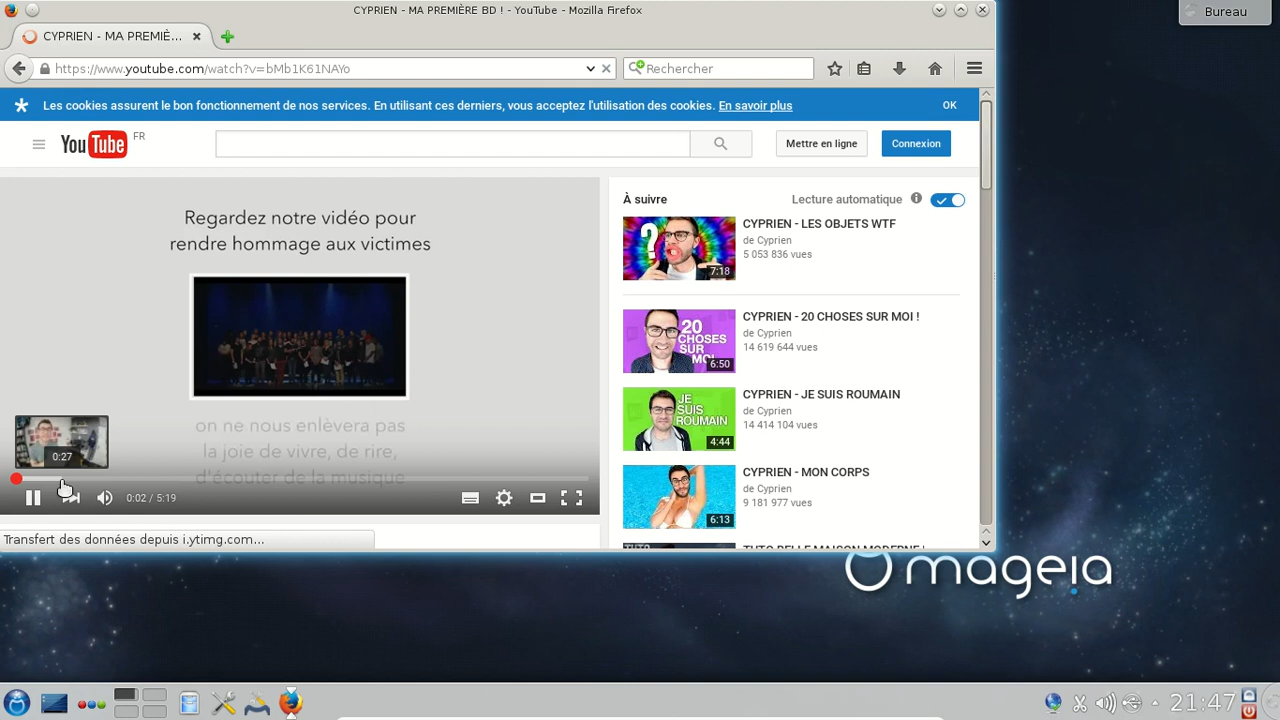 CYPRIEN - MA PREMIÈRE BD ! - YouTube - Mozilla Firefox
Bureau
CYPRIEN - MA PREMIÈ...
https://www.youtube.com/watch?v=bMb1K61NAYo
Rechercher
Les cookies assurent le bon fonctionnement de nos services. En utilisant ces derniers, vous acceptez l'utilisation des cookies. En savoir plus
OK
YouTube FR
Mettre en ligne
Connexion
Regardez notre vidéo pour
rendre hommage aux victimes
on ne nous enlèvera pas
la joie de vivre, de rire,
d'écouter de la musique
0:27
0:02 / 5:19
Transfert des données depuis i.ytimg.com...
À suivre
Lecture automatique
7:18
CYPRIEN - LES OBJETS WTF
de Cyprien
5 053 836 vues
20
CHOSES
SUR
MOI
6:50
CYPRIEN - 20 CHOSES SUR MOI !
de Cyprien
14 619 644 vues
JE
SUIS
ROUMAIN
4:44
CYPRIEN - JE SUIS ROUMAIN
de Cyprien
14 414 104 vues
6:13
CYPRIEN - MON CORPS
de Cyprien
9 181 977 vues
mageia
21:47